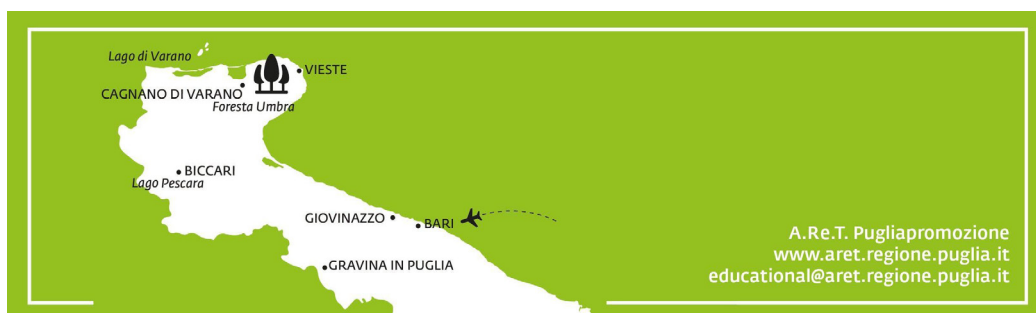 Lago di Varano
VIESTE
CAGNANO DI VARANO
Foresta Umbra
BICCARI
Lago Pescara
GIOVINAZZO
BARI
GRAVINA IN PUGLIA
A.Re.T. Pugliapromozione
www.aret.regione.puglia.it
educational@aret.regione.puglia.it